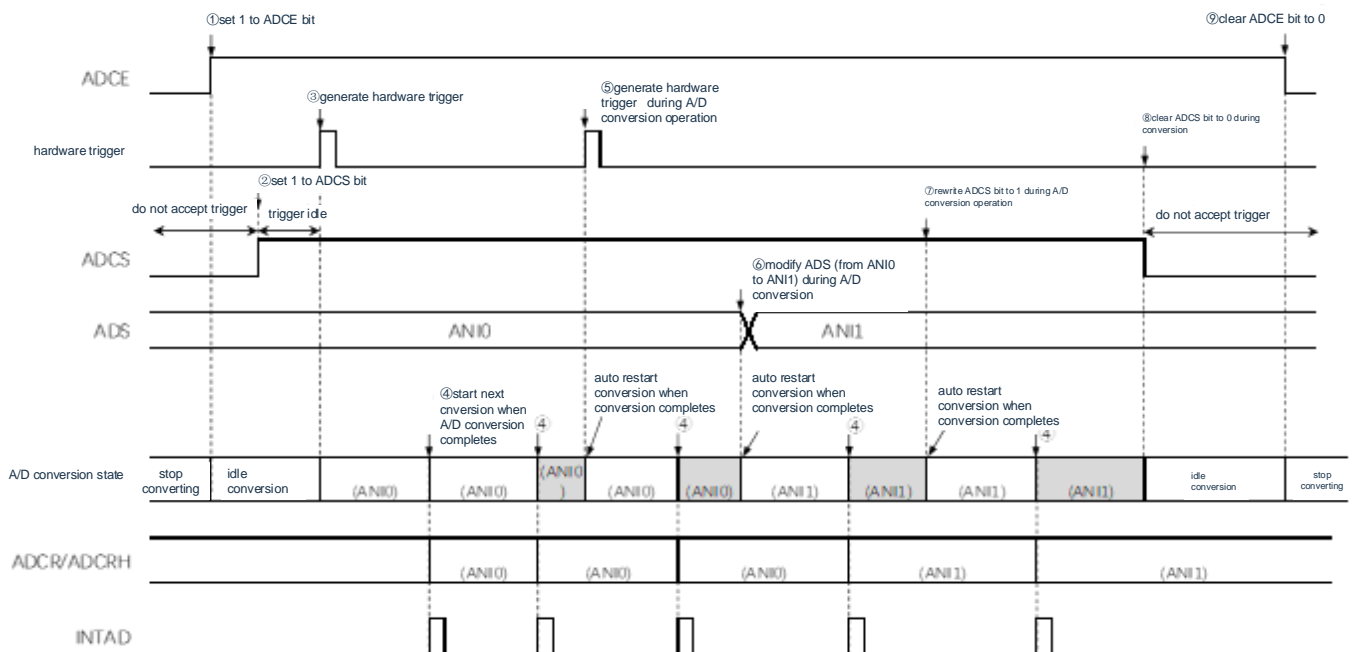 ①set 1 to ADCE bit
⑨clear ADCE bit to 0
ADCE
③generate hardware trigger
⑤generate hardware
trigger during A/D
conversion operation
⑧clear ADCS bit to 0 during
conversion
hardware trigger
②set 1 to ADCS bit
⑦rewrite ADCS bit to 1 during A/D
conversion operation
do not accept trigger
trigger idle
do not accept trigger
ADCS
⑥modify ADS (from ANI0
to ANI1) during A/D
conversion
ADS
ANI0
ANI1
④start next
cnversion when
A/D conversion
completes
④
auto restart
conversion when
conversion completes
④
auto restart
conversion when
conversion completes
④
auto restart
conversion when
conversion completes
④
A/D conversion state
stop
converting
idle
conversion
(ANI0)
(ANI0)
(ANI0
)
(ANI0)
(ANI0)
(ANI1)
(ANI1)
(ANI1)
(ANI1)
idle
conversion
stop
converting
ADCR/ADCRH
(ANI0)
(ANI0)
(ANI0)
(ANI1)
(ANI1)
INTAD